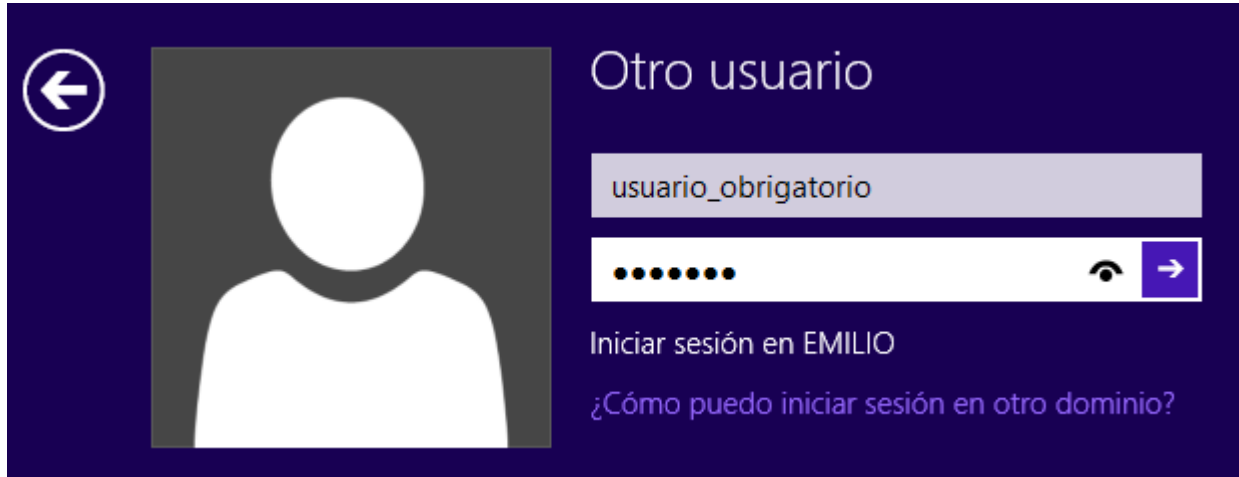 Otro usuario
usuario_obrigatorio
•••••••
Iniciar sesión en EMILIO
¿Cómo puedo iniciar sesión en otro dominio?